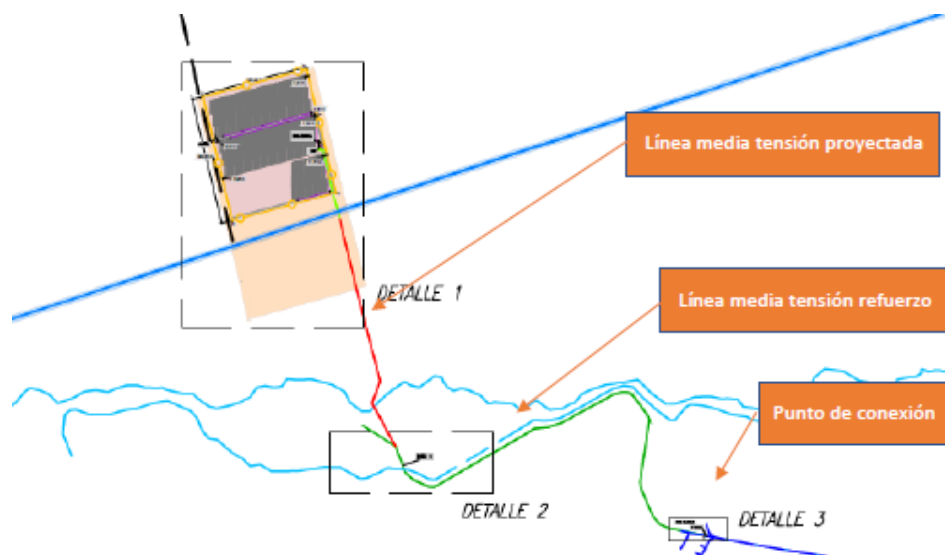 Línea media tensión proyectada
DETALLE 1
Línea media tensión refuerzo
Punto de conexión
DETALLE 2
DETALLE 3